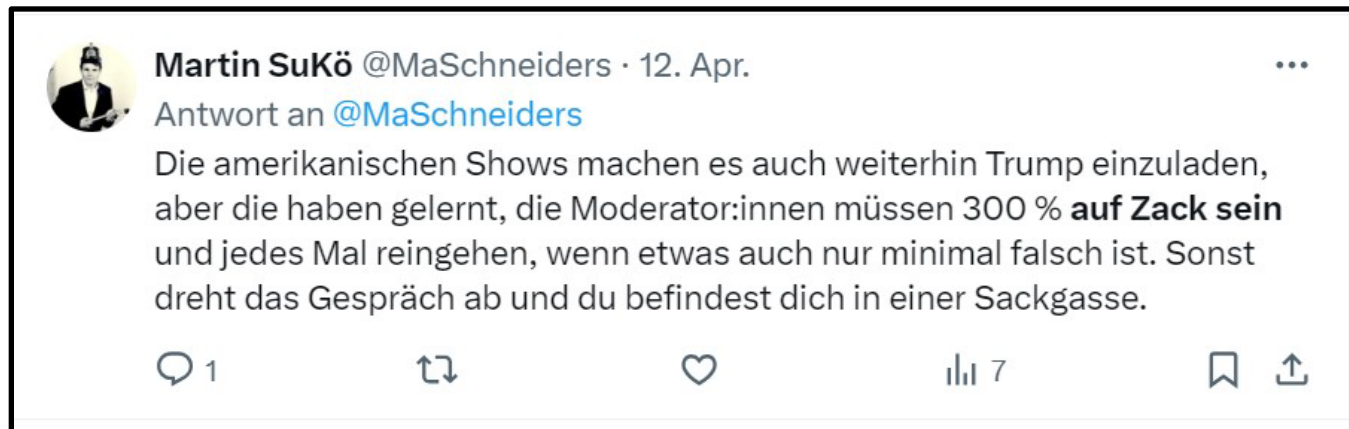 Martin SuKö @MaSchneiders · 12. Apr.
Antwort an @MaSchneiders
Die amerikanischen Shows machen es auch weiterhin Trump einzuladen,
aber die haben gelernt, die Moderator:innen müssen 300 % auf Zack sein
und jedes Mal reingehen, wenn etwas auch nur minimal falsch ist. Sonst
dreht das Gespräch ab und du befindest dich in einer Sackgasse.
1 7